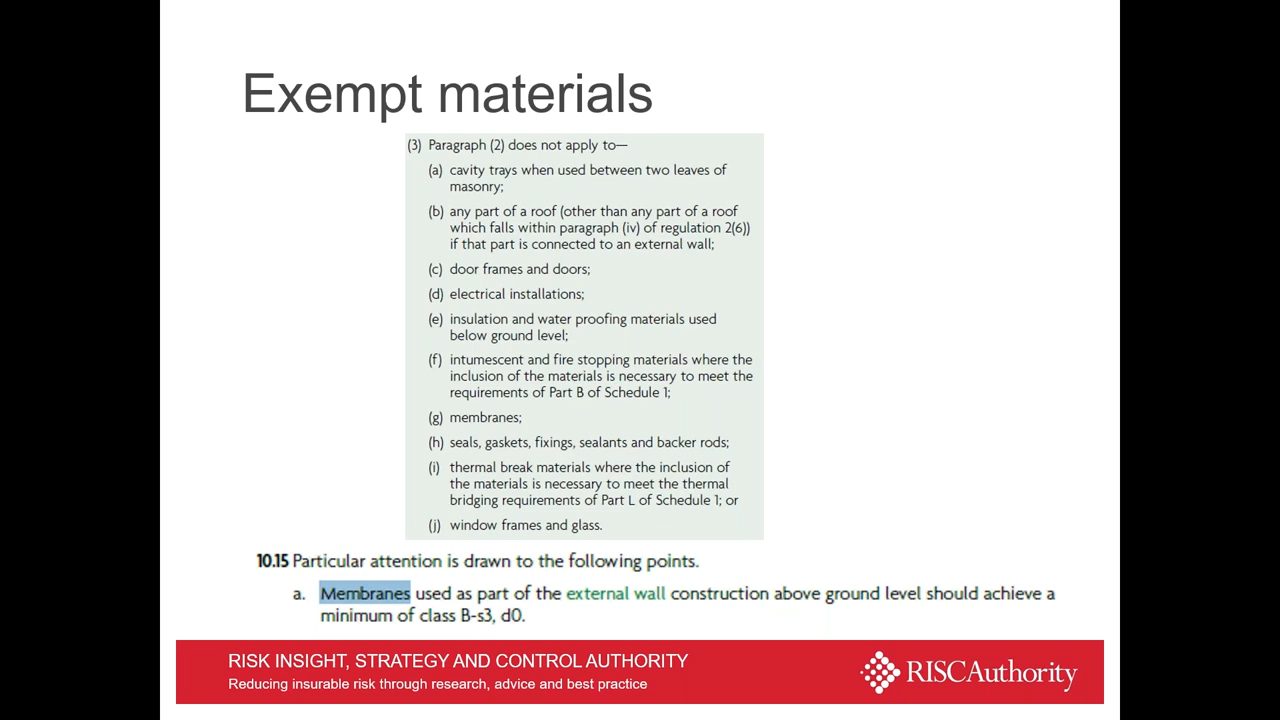 Exempt materials
(3) Paragraph (2) does not apply to—
(a) cavity trays when used between two leaves of
masonry;
(b) any part of a roof (other than any part of a roof
which falls within paragraph (iv) of regulation 2(6))
if that part is connected to an external wall;
(c) door frames and doors;
(d) electrical installations;
(e) insulation and water proofing materials used
below ground level;
(f) intumescent and fire stopping materials where the
inclusion of the materials is necessary to meet the
requirements of Part B of Schedule 1;
(g) membranes;
(h) seals, gaskets, fixings, sealants and backer rods;
(i) thermal break materials where the inclusion of
the materials is necessary to meet the thermal
bridging requirements of Part L of Schedule 1; or
(j) window frames and glass.
10.15 Particular attention is drawn to the following points.
a. Membranes used as part of the external wall construction above ground level should achieve a
minimum of class B-s3, d0.
RISK INSIGHT, STRATEGY AND CONTROL AUTHORITY
Reducing insurable risk through research, advice and best practice
RISCAuthority